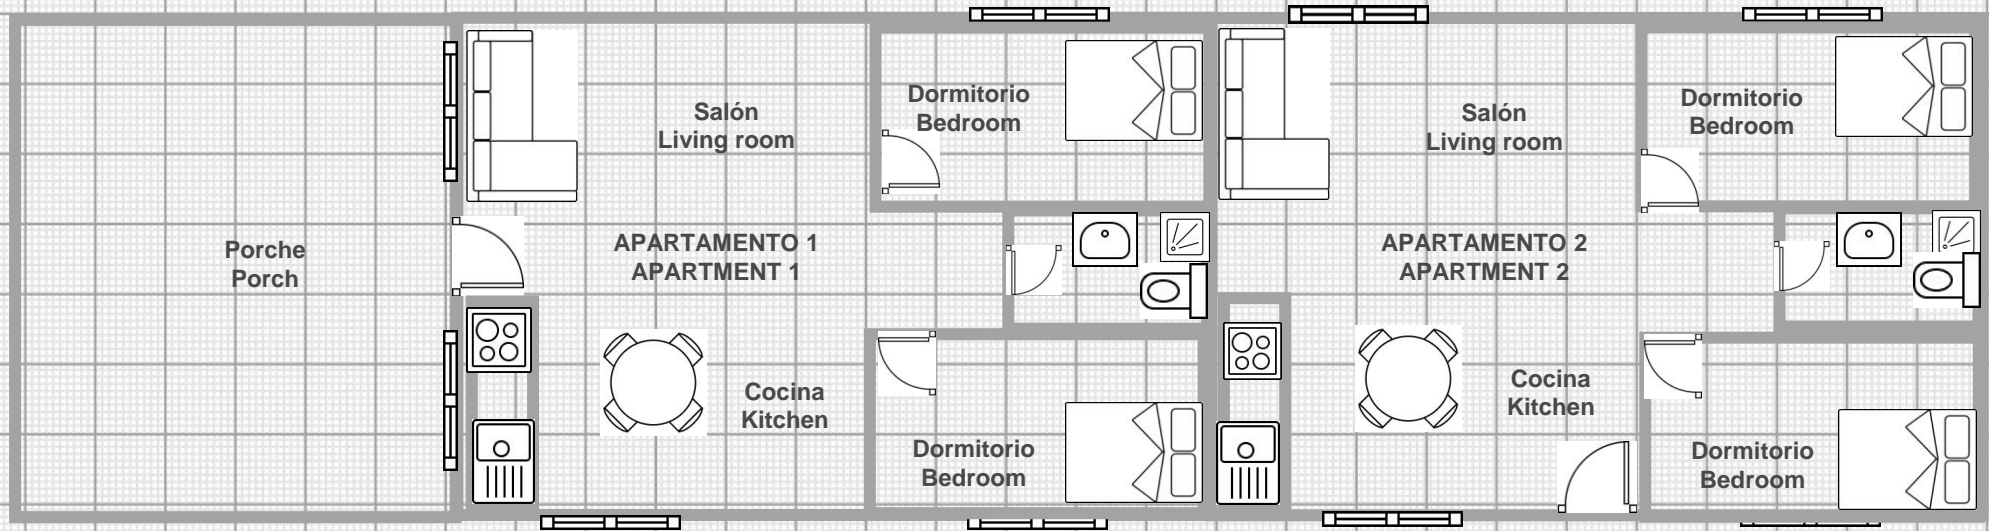 Porche
Porch
Salón
Living room
APARTAMENTO 1
APARTMENT 1
Cocina
Kitchen
Dormitorio
Bedroom
Dormitorio
Bedroom
Salón
Living room
APARTAMENTO 2
APARTMENT 2
Cocina
Kitchen
Dormitorio
Bedroom
Dormitorio
Bedroom